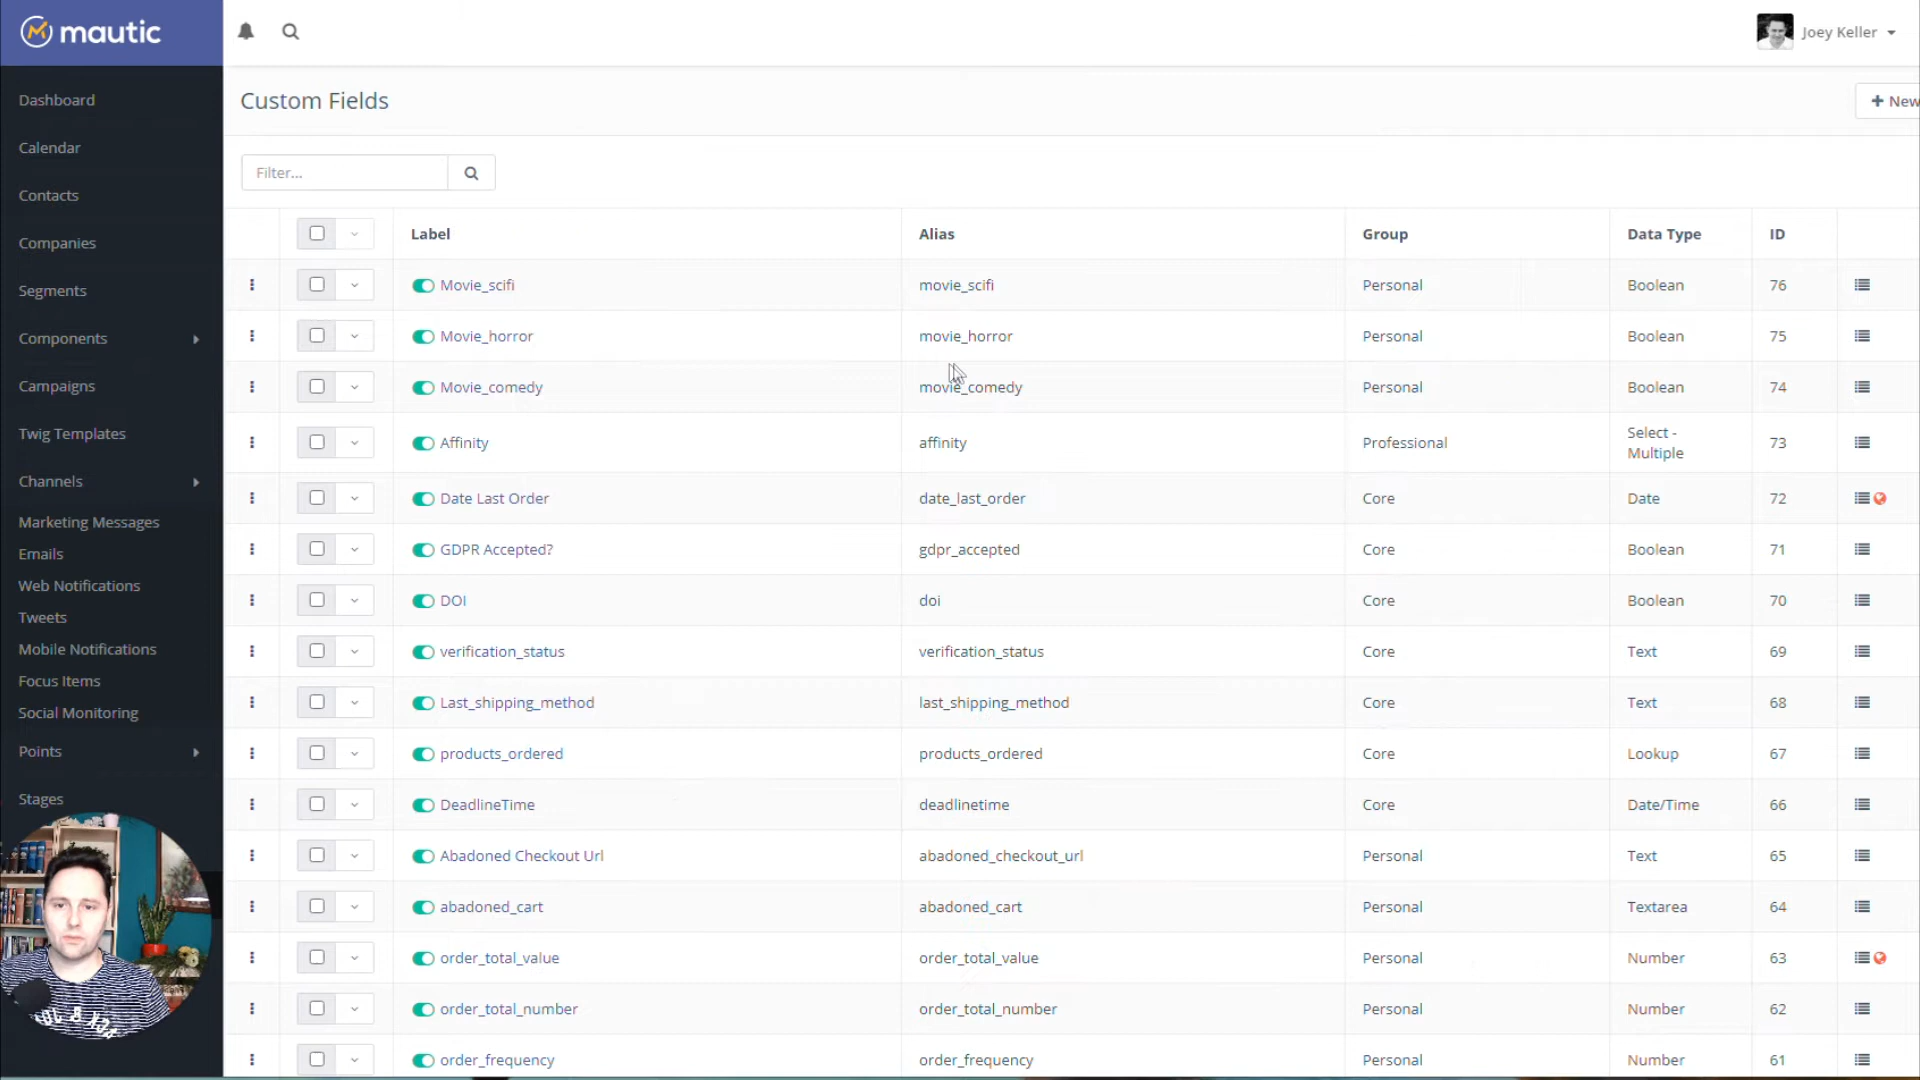 mautic
Joey Keller
Dashboard
Calendar
Contacts
Companies
Segments
Components
Campaigns
Twig Templates
Channels
Marketing Messages
Emails
Web Notifications
Tweets
Mobile Notifications
Focus Items
Social Monitoring
Points
Stages
Custom Fields
+ New
Filter...
Label Alias Group Data Type ID
Movie_scifi movie_scifi Personal Boolean 76
Movie_horror movie_horror Personal Boolean 75
Movie_comedy movie_comedy Personal Boolean 74
Affinity affinity Professional Select - Multiple 73
Date Last Order date_last_order Core Date 72
GDPR Accepted? gdpr_accepted Core Boolean 71
DOI doi Core Boolean 70
verification_status verification_status Core Text 69
Last_shipping_method last_shipping_method Core Text 68
products_ordered products_ordered Core Lookup 67
DeadlineTime deadlinetime Core Date/Time 66
Abadoned Checkout Url abadoned_checkout_url Personal Text 65
abadoned_cart abadoned_cart Personal Textarea 64
order_total_value order_total_value Personal Number 63
order_total_number order_total_number Personal Number 62
order_frequency order_frequency Personal Number 61